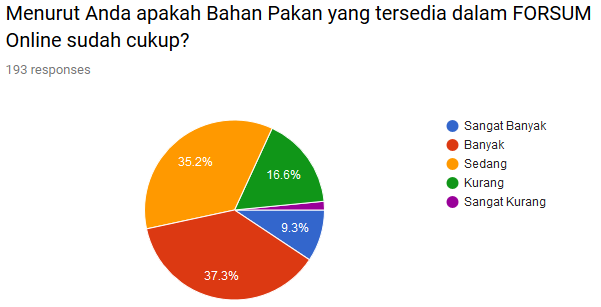 Menurut Anda apakah Bahan Pakan yang tersedia dalam FORSUM
Online sudah cukup?
193 responses
35.2%
16.6%
9.3%
37.3%
Sangat Banyak
Banyak
Sedang
Kurang
Sangat Kurang